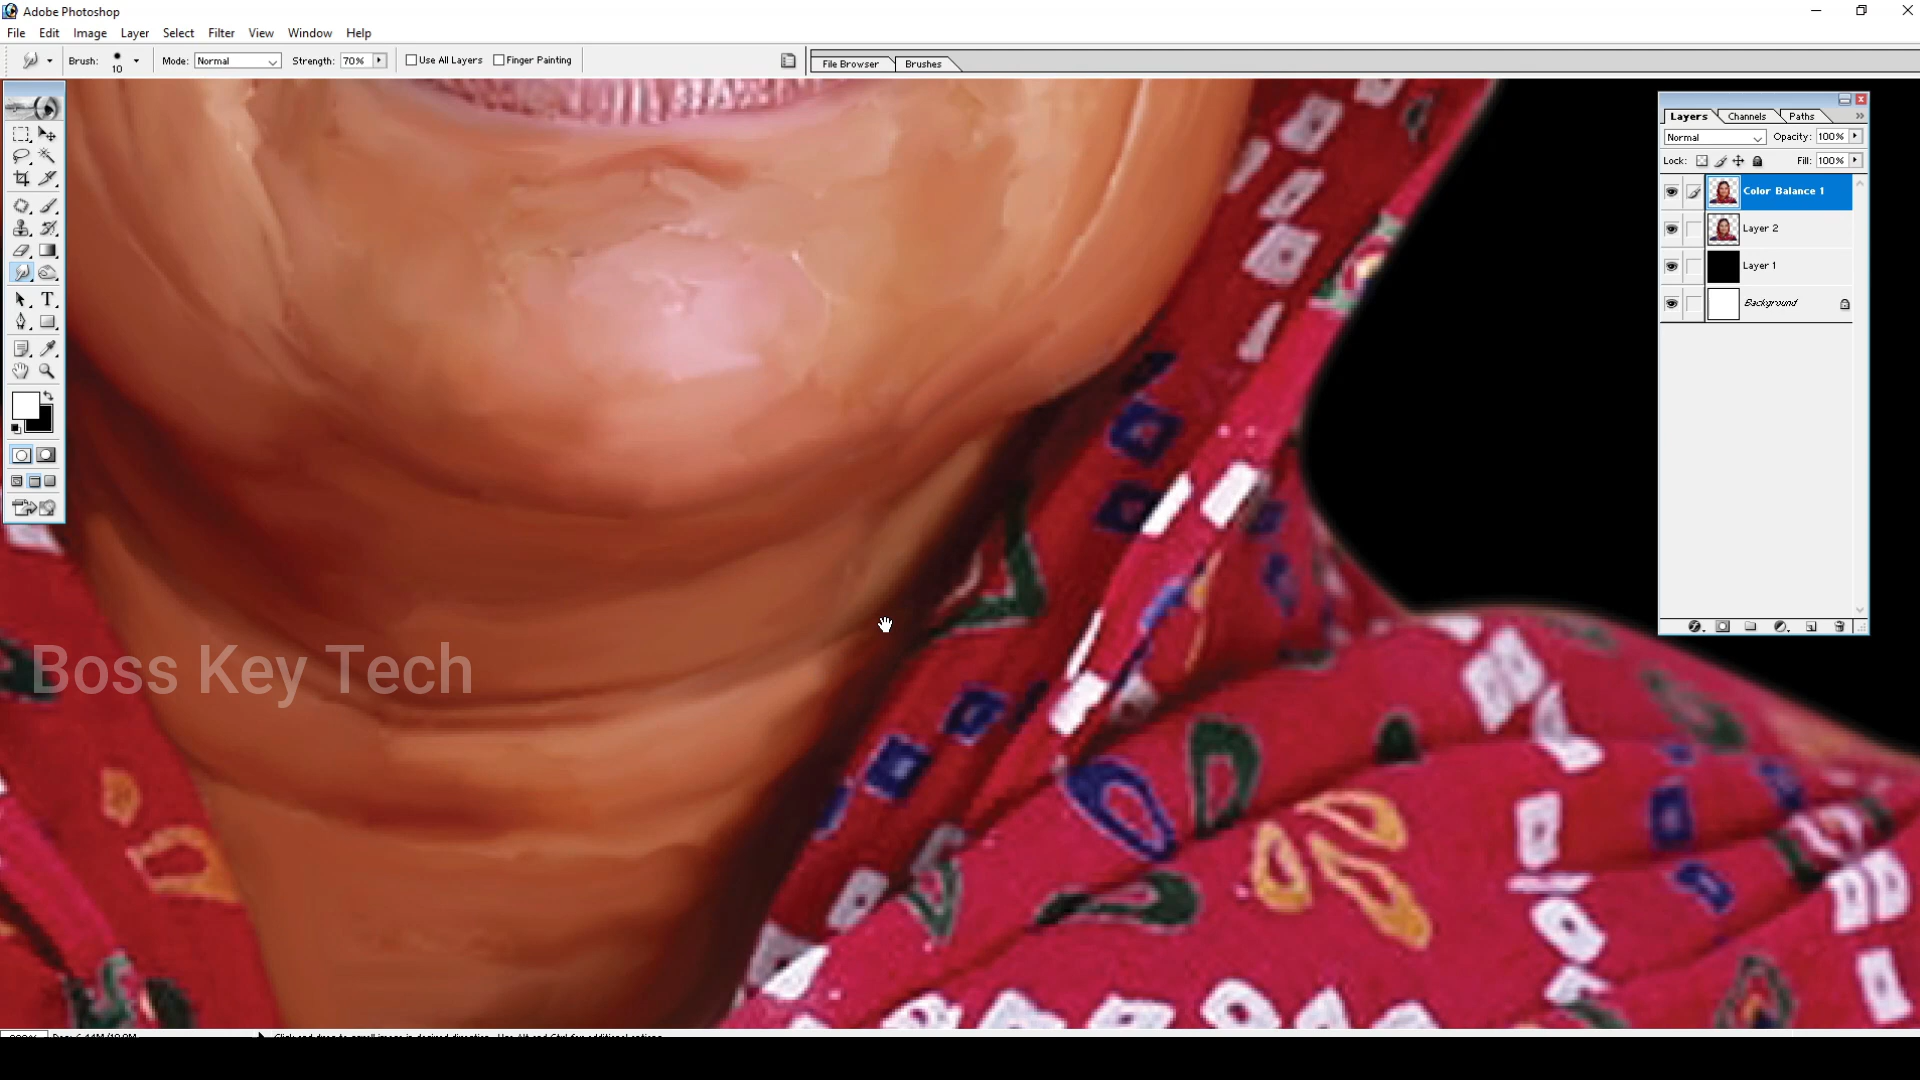 Adobe Photoshop
File Edit Image Layer Select Filter View Window Help
Brush: 10 Mode: Normal Strength: 70% Use All Layers Finger Painting File Browser Brushes
Layers Channels Paths
Normal Opacity: 100%
Lock: Fill: 100%
Color Balance 1
Layer 2
Layer 1
Background
T
Boss Key Tech